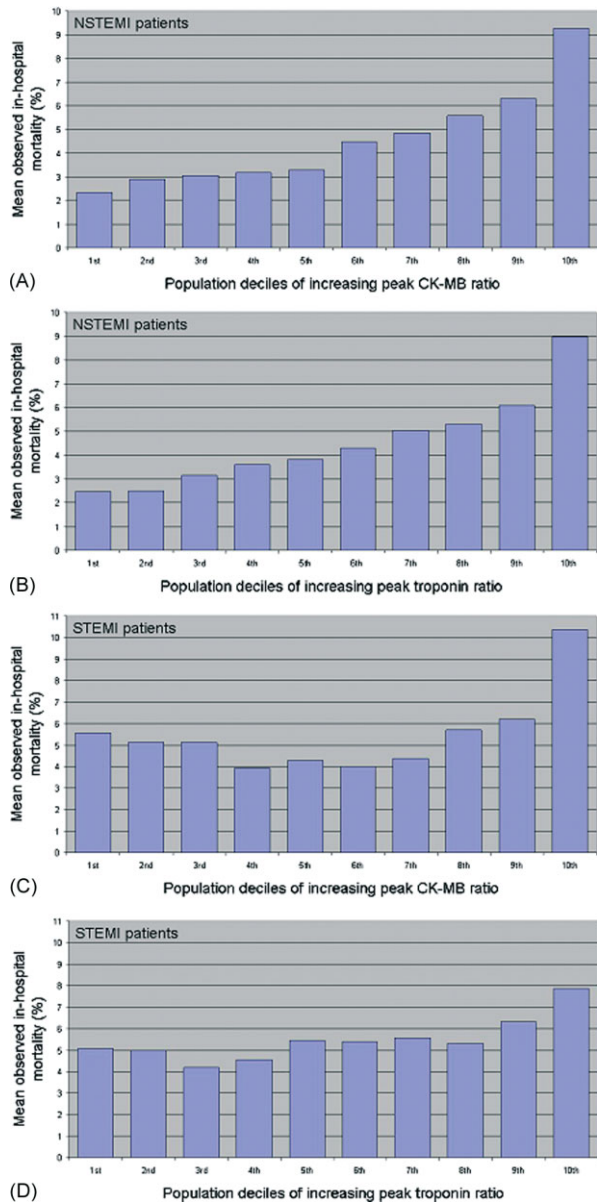 NSTEMI patients
Mean observed in-hospital
mortality (%)
10
9
8
7
6
5
4
3
2
1
0
1st 2nd 3rd 4th 5th 6th 7th 8th 9th 10th
(A) Population deciles of increasing peak CK-MB ratio
NSTEMI patients
Mean observed in-hospital
mortality (%)
10
9
8
7
6
5
4
3
2
1
0
1st 2nd 3rd 4th 5th 6th 7th 8th 9th 10th
(B) Population deciles of increasing peak troponin ratio
STEMI patients
Mean observed in-hospital
mortality (%)
11
10
9
8
7
6
5
4
3
2
1
0
1st 2nd 3rd 4th 5th 6th 7th 8th 9th 10th
(C) Population deciles of increasing peak CK-MB ratio
STEMI patients
Mean observed in-hospital
mortality (%)
11
10
9
8
7
6
5
4
3
2
1
0
1st 2nd 3rd 4th 5th 6th 7th 8th 9th 10th
(D) Population deciles of increasing peak troponin ratio